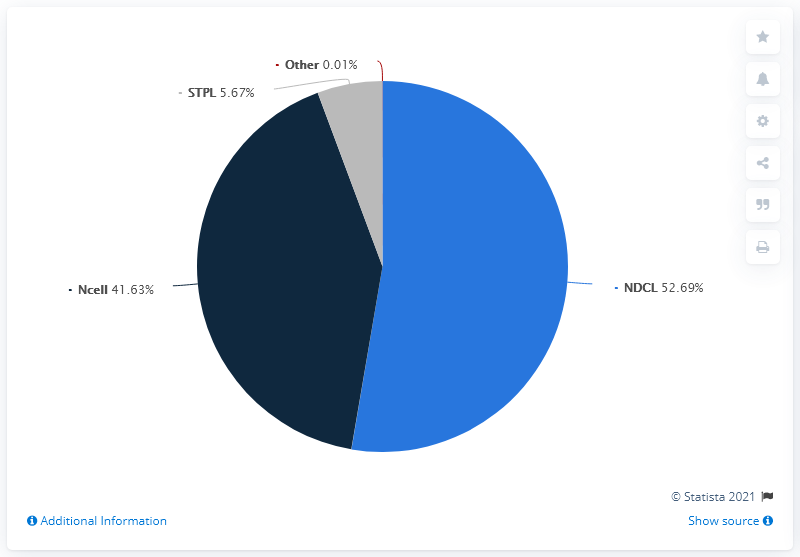 Other 0.01%
STPL 5.67%
Ncell 41.63%
NDCL 52.69%
© Statista 2021
Additional Information
Show source